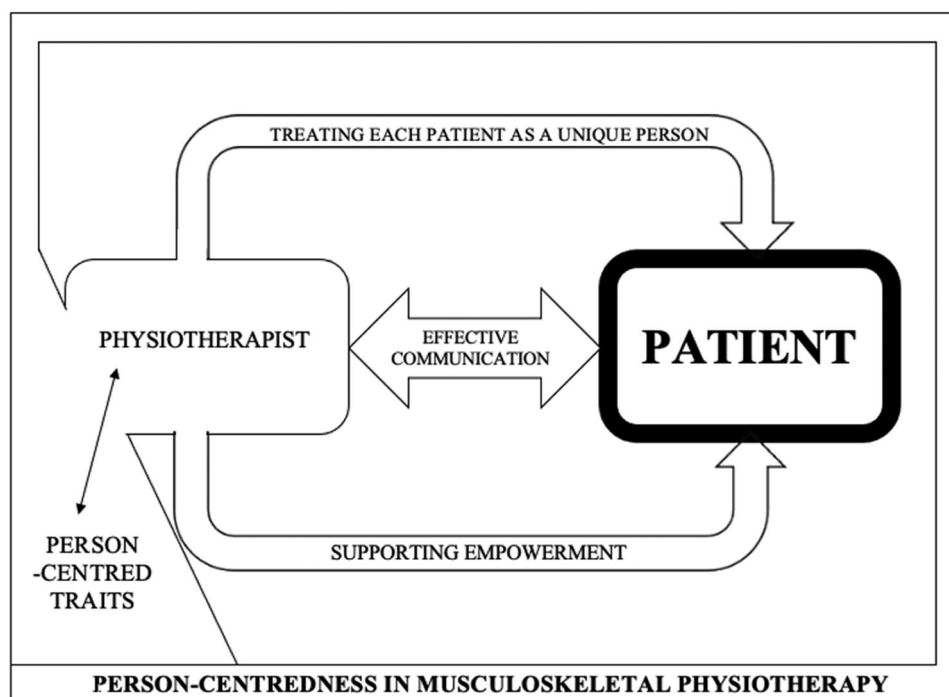 TREATING EACH PATIENT AS A UNIQUE PERSON
PHYSIOTHERAPIST
EFFECTIVE
COMMUNICATION
PATIENT
PERSON
-CENTRED
TRAITS
SUPPORTING EMPOWERMENT
PERSON-CENTREDNESS IN MUSCULOSKELETAL PHYSIOTHERAPY